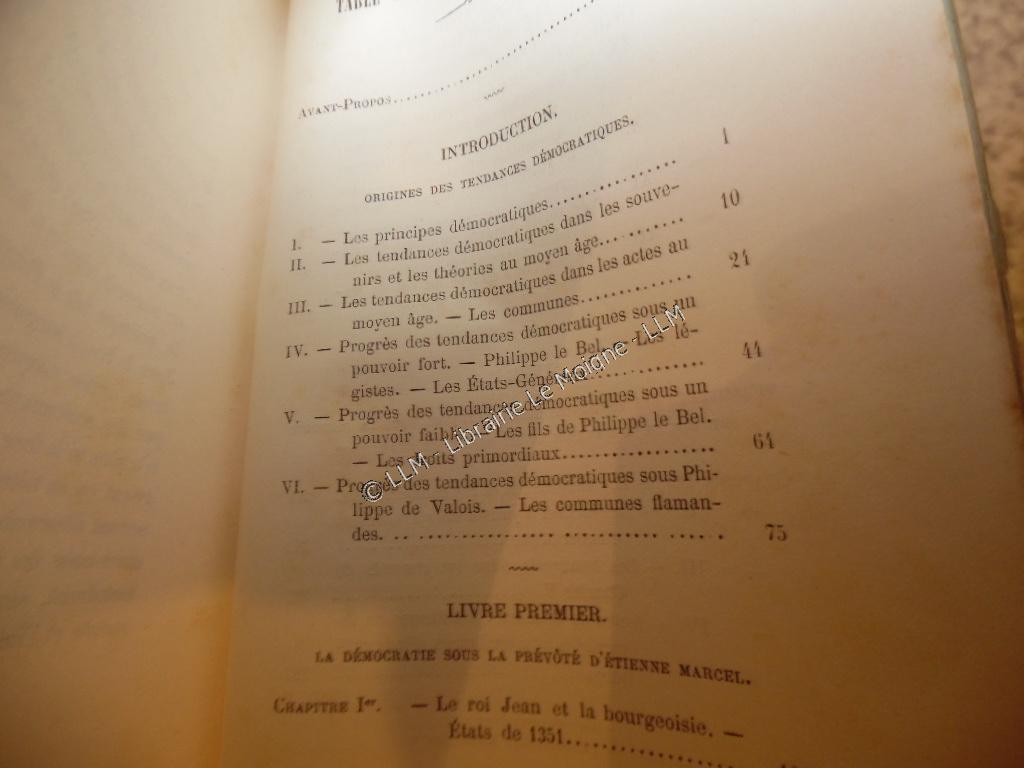 TABLE
AVANT-PROPOS
INTRODUCTION.
ORIGINES DES TENDANCES DÉMOCRATIQUES.
I. — Les principes démocratiques. 1
II. — Les tendances démocratiques dans les souve-
nirs et les théories au moyen âge. 10
III. — Les tendances démocratiques dans les actes au
moyen âge. — Les communes. 24
IV. — Progrès des tendances démocratiques sous un
pouvoir fort. — Philippe le Bel. — Les lé-
gistes. — Les États-Généraux. 44
V. — Progrès des tendances démocratiques sous un
pouvoir faible. — Les fils de Philippe le Bel.
— Les droits primordiaux. 64
VI. — Progrès des tendances démocratiques sous Phi-
lippe de Valois. — Les communes flaman-
des. 75
LIVRE PREMIER.
LA DÉMOCRATIE SOUS LA PRÉVÔTÉ D'ÉTIENNE MARCEL.
CHAPITRE Ier. — Le roi Jean et la bourgeoisie. —
États de 1351.
© LLM - Librairie Le Moigne - LLM